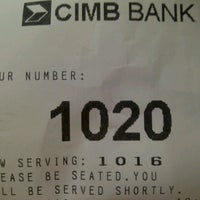 CIMB BANK
UR NUMBER:
1020
W SERVING: 1016
EASE BE SEATED.YOU
LL BE SERVED SHORTLY.